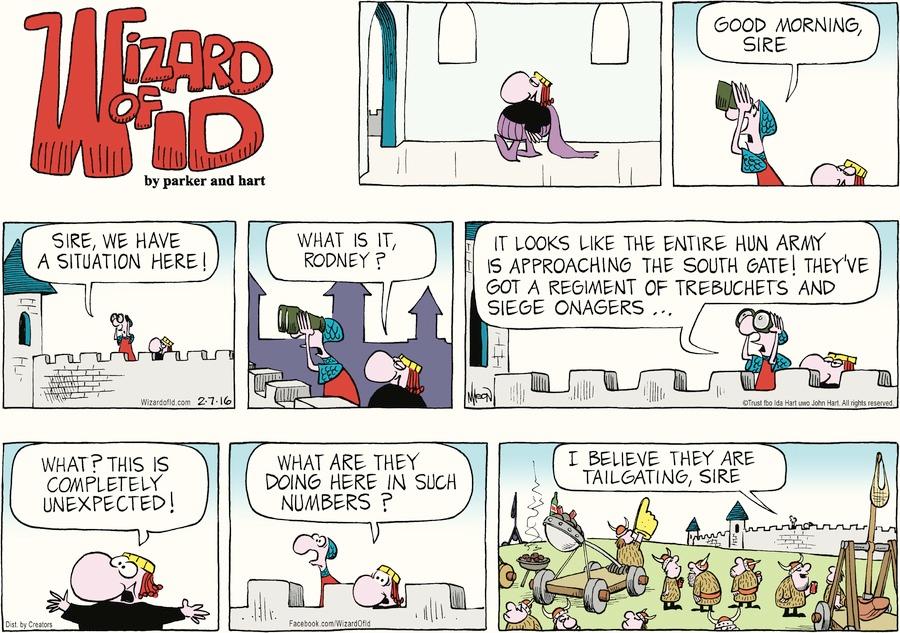 WIZARD
OF ID
by parker and hart
GOOD MORNING,
SIRE
SIRE, WE HAVE
A SITUATION HERE!
WizardofId.com
2-7-16
WHAT IS IT,
RODNEY?
IT LOOKS LIKE THE ENTIRE HUN ARMY
IS APPROACHING THE SOUTH GATE! THEY'VE
GOT A REGIMENT OF TREBUCHETS AND
SIEGE ONAGERS ...
©Trust fbo Ida Hart uwo John Hart. All rights reserved.
WHAT? THIS IS
COMPLETELY
UNEXPECTED!
Dist. by Creators
WHAT ARE THEY
DOING HERE IN SUCH
NUMBERS?
Facebook.com/WizardOfId
I BELIEVE THEY ARE
TAILGATING, SIRE